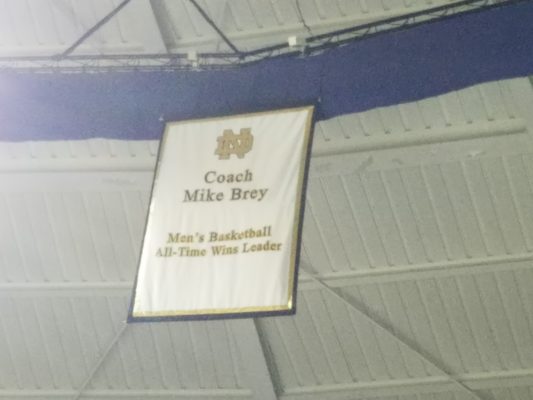 ND
Coach
Mike Brey
Men's Basketball
All-Time Wins Leader